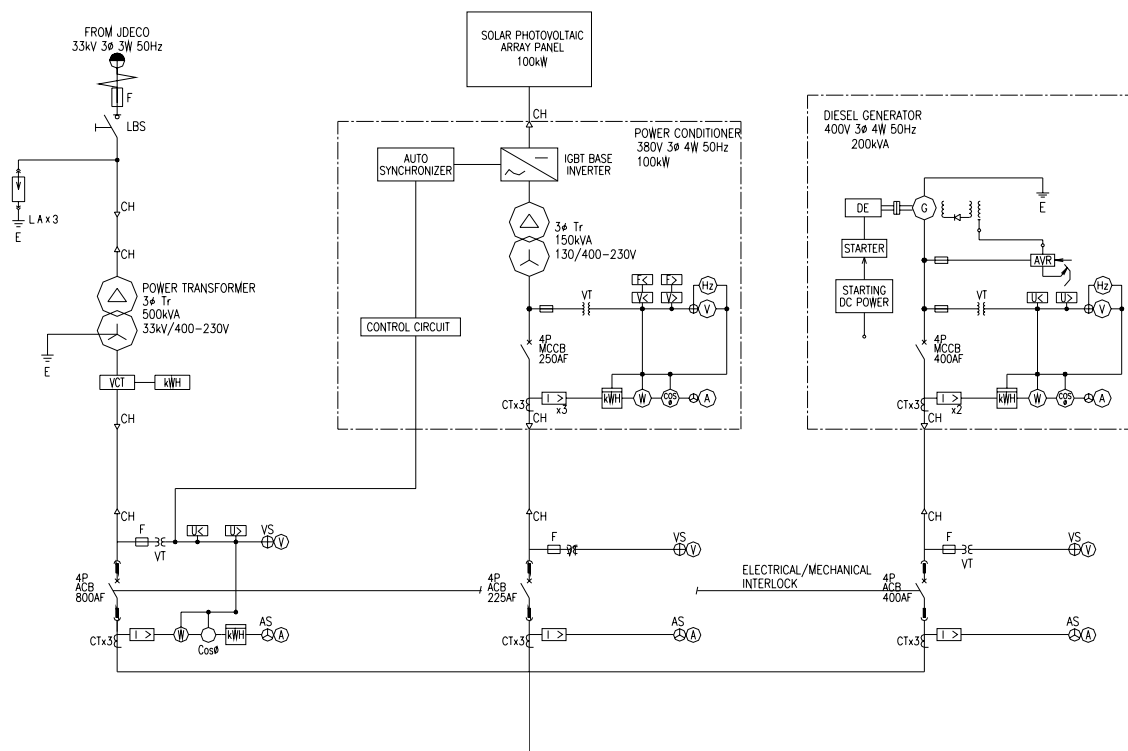 FROM JDECO
33kV 3ø 3W 50Hz
F
LBS
LAx3
E
CH
CH
POWER TRANSFORMER
3ø Tr
500kVA
33kV/400-230V
E
VCT
kWH
CH
CH
F
VT
U<
U>
VS
V
4P
ACB
800AF
CTx3
I >
W
Cosø
kWH
AS
A
SOLAR PHOTOVOLTAIC
ARRAY PANEL
100kW
CH
POWER CONDITIONER
380V 3ø 4W 50Hz
100kW
AUTO
SYNCHRONIZER
IGBT BASE
INVERTER
3ø Tr
150kVA
130/400-230V
CONTROL CIRCUIT
VT
F<
F>
V<
V>
Hz
V
4P
MCCB
250AF
CTx3
I >
x3
kWH
W
cos
ø
A
CH
CH
F
VS
V
4P
ACB
225AF
CTx3
I >
AS
A
ELECTRICAL/MECHANICAL
INTERLOCK
DIESEL GENERATOR
400V 3ø 4W 50Hz
200kVA
DE
G
E
STARTER
AVR
STARTING
DC POWER
VT
U<
U>
Hz
V
4P
MCCB
400AF
CTx3
I >
x2
kWH
W
cos
ø
A
CH
CH
F
VT
VS
V
4P
ACB
400AF
CTx3
I >
AS
A